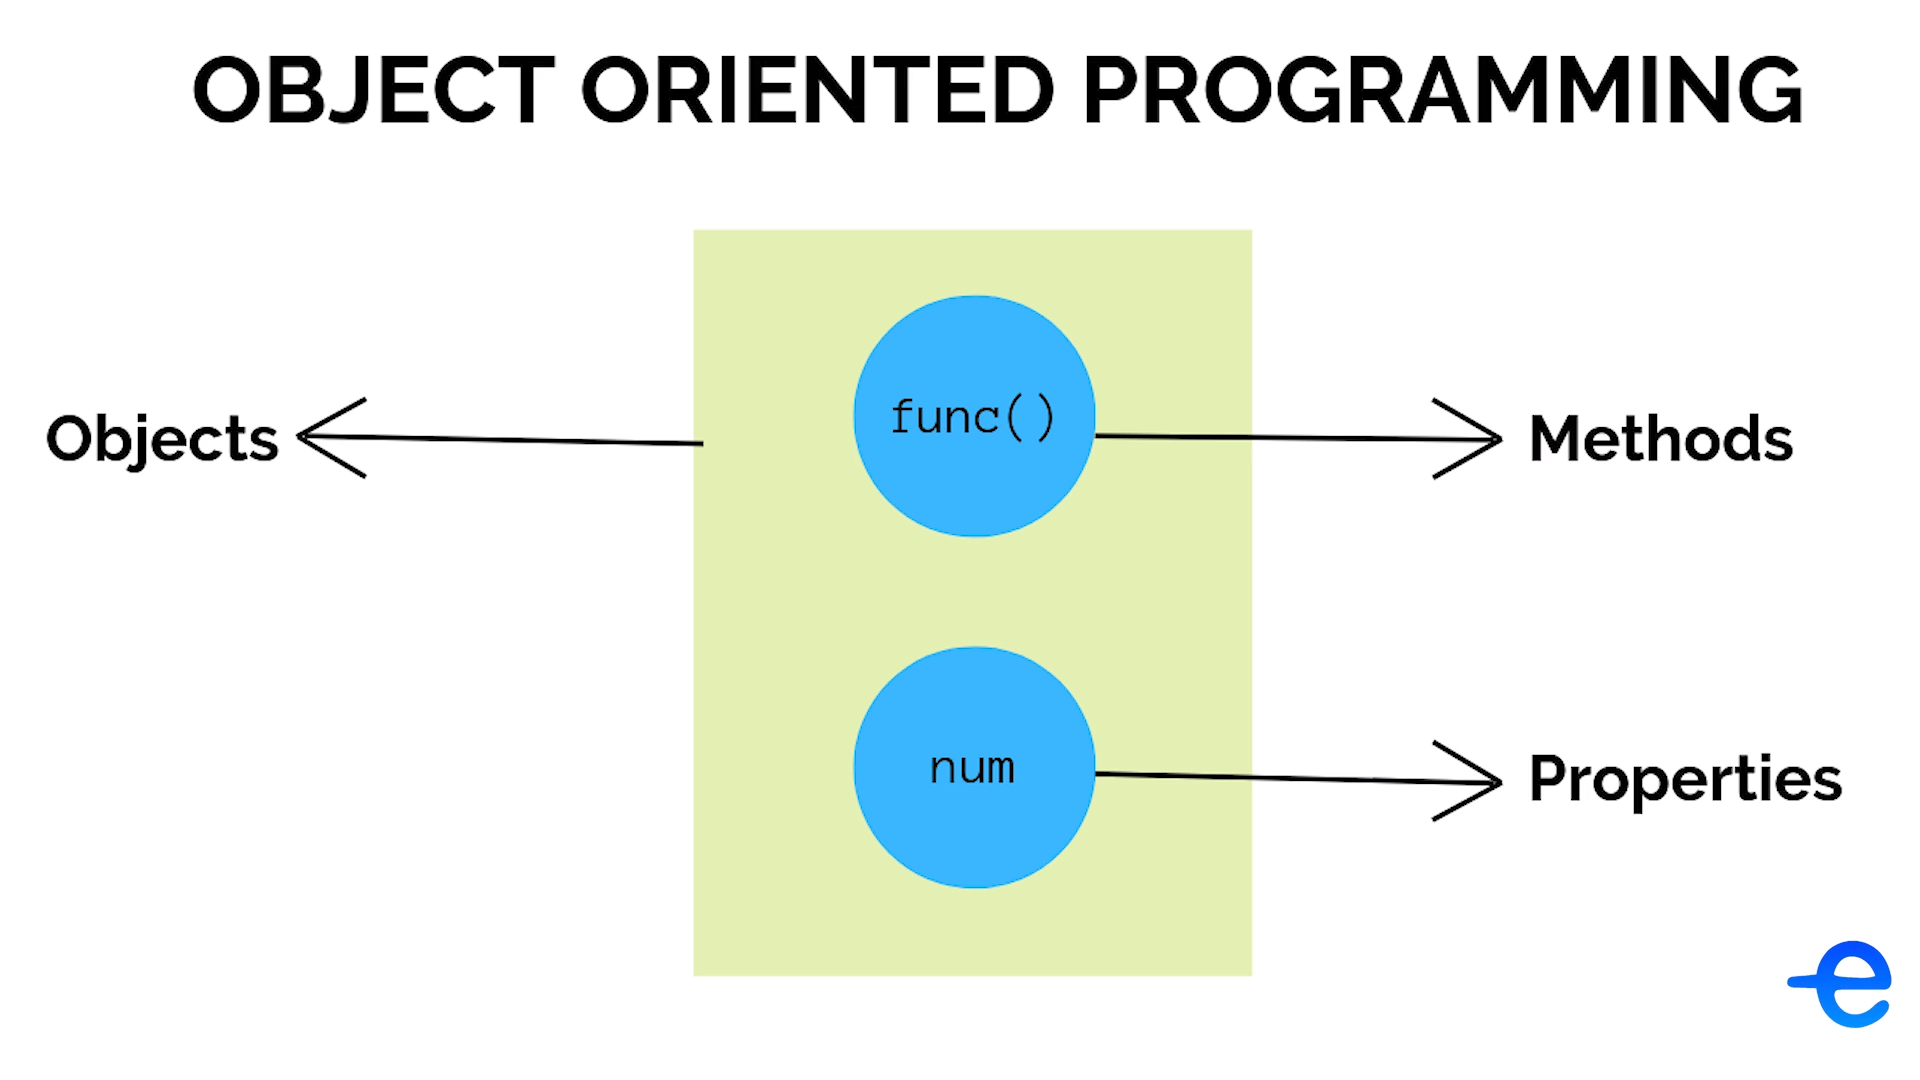 OBJECT ORIENTED PROGRAMMING
func()
Objects
Methods
num
Properties
e